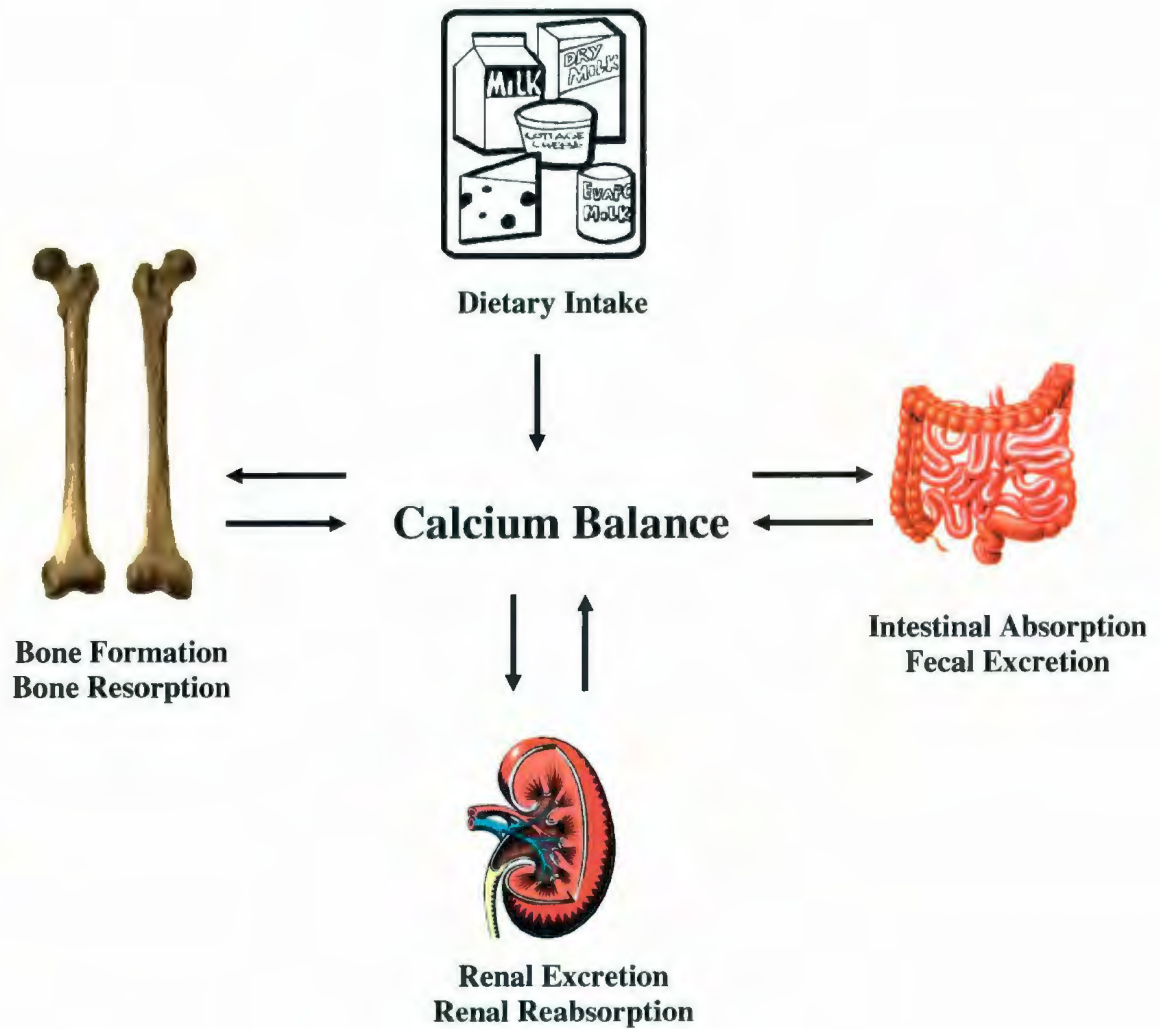 MiLK
DRY
MiLK
COTTAGE
CHEESE
EVAPO
MiLK
Dietary Intake
Calcium Balance
Bone Formation
Bone Resorption
Intestinal Absorption
Fecal Excretion
Renal Excretion
Renal Reabsorption